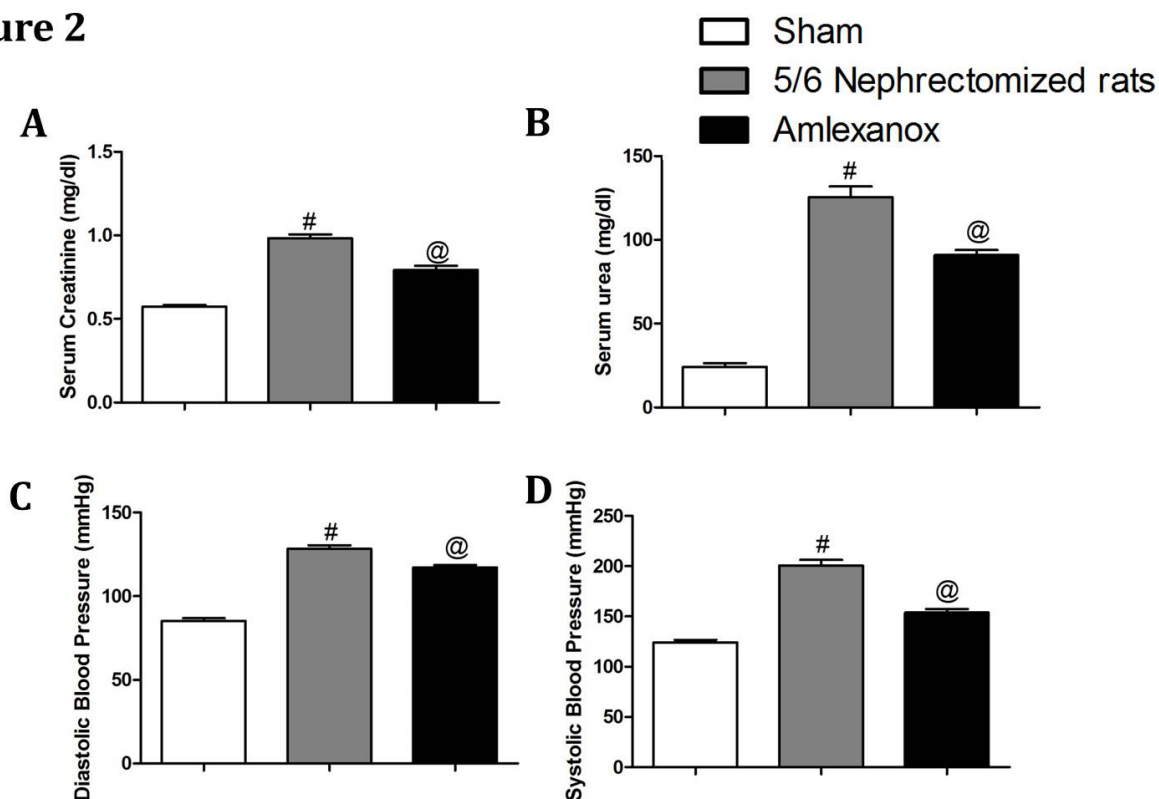 ure 2
Sham
5/6 Nephrectomized rats
Amlexanox
A
Serum Creatinine (mg/dl)
1.5
1.0
0.5
0.0
#
@
B
Serum urea (mg/dl)
150
100
50
0
#
@
C
Diastolic Blood Pressure (mmHg)
150
100
50
0
#
@
D
Systolic Blood Pressure (mmHg)
250
200
150
100
50
0
#
@